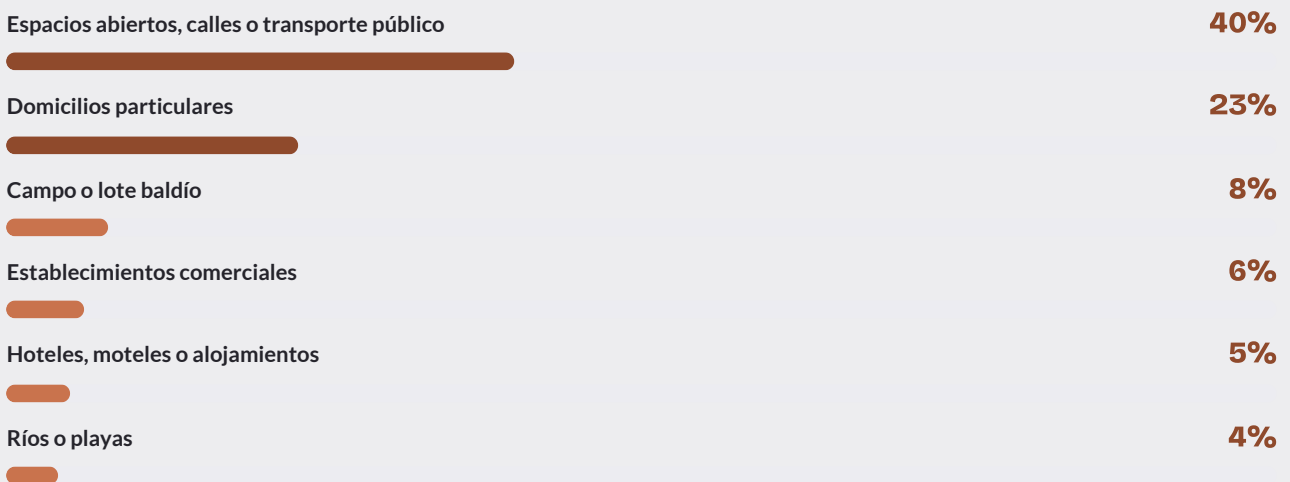 Espacios abiertos, calles o transporte público 40%
Domicilios particulares 23%
Campo o lote baldío 8%
Establecimientos comerciales 6%
Hoteles, moteles o alojamientos 5%
Ríos o playas 4%